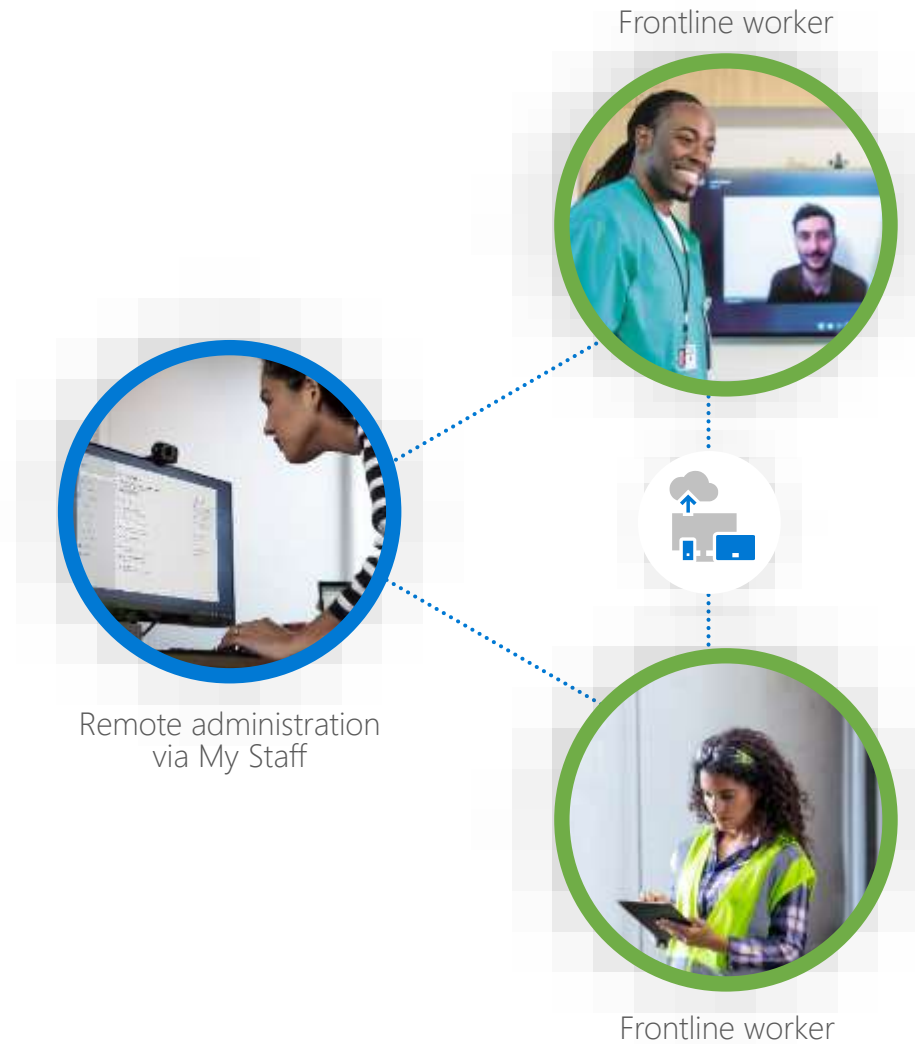 Frontline worker
Remote administration
via My Staff
Frontline worker